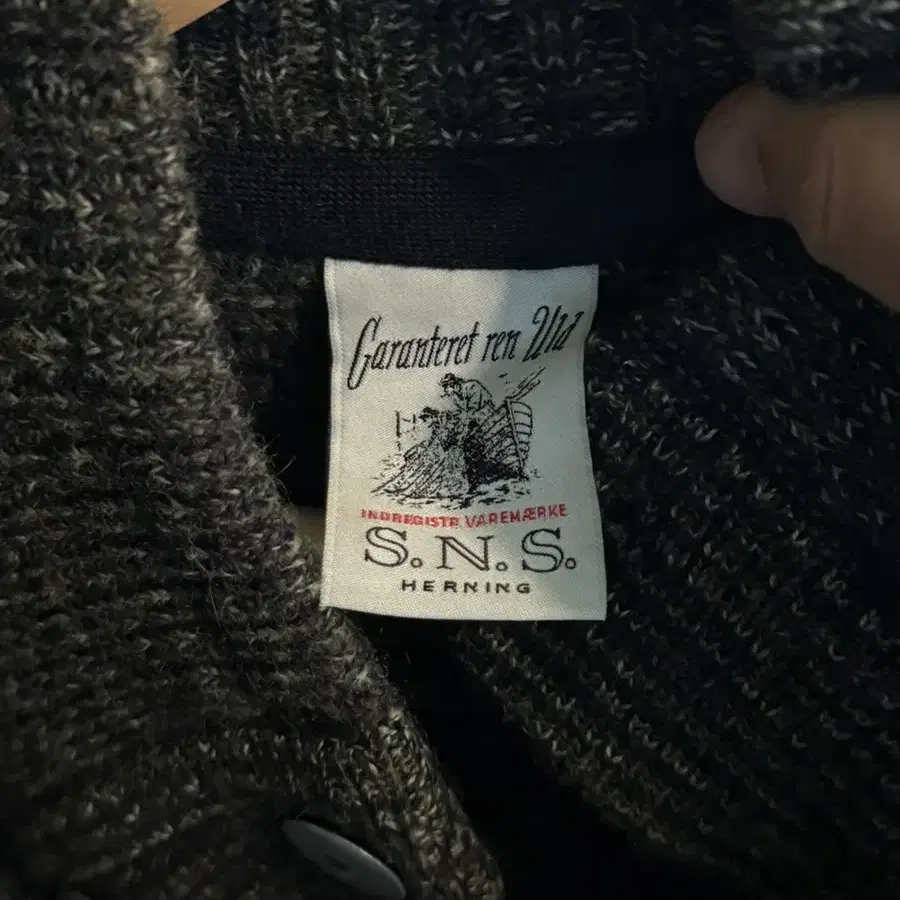 Garanteret ren Uld
INDREGISTR. VAREMÆRKE
S.N.S.
HERNING